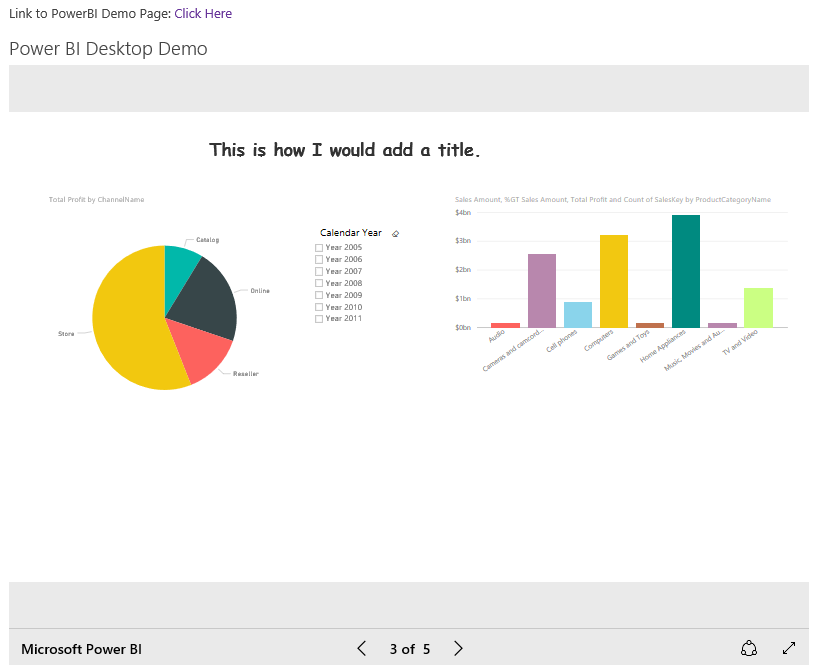 Link to PowerBI Demo Page: Click Here
Power BI Desktop Demo
This is how I would add a title.
Total Profit by ChannelName
Catalog
Online
Store
Reseller
Calendar Year
Year 2005
Year 2006
Year 2007
Year 2008
Year 2009
Year 2010
Year 2011
Sales Amount, %GT Sales Amount, Total Profit and Count of SalesKey by ProductCategoryName
$4bn
$3bn
$2bn
$1bn
$0bn
Audio
Cameras and camcord...
Cell phones
Computers
Games and Toys
Home Appliances
Music, Movies and Au...
TV and Video
Microsoft Power BI
3 of 5